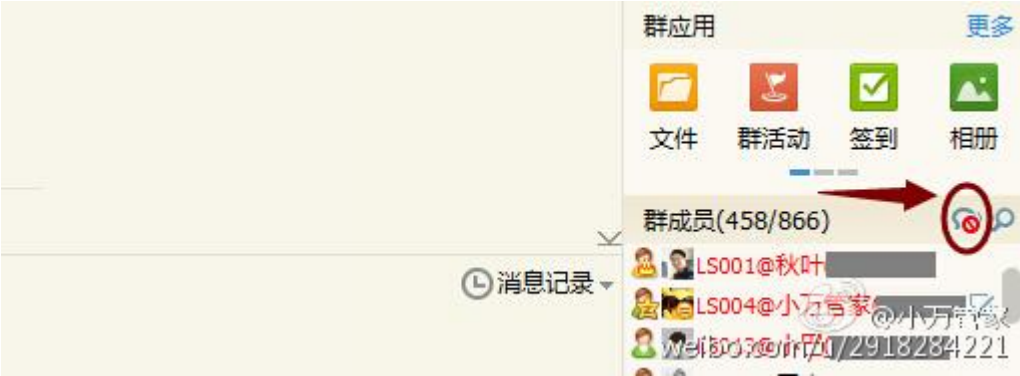 群应用 更多
文件 群活动 签到 相册
群成员(458/866)
消息记录
LS001@秋叶
LS004@小万管家
@小万管家
weibo.com/u/2918284221